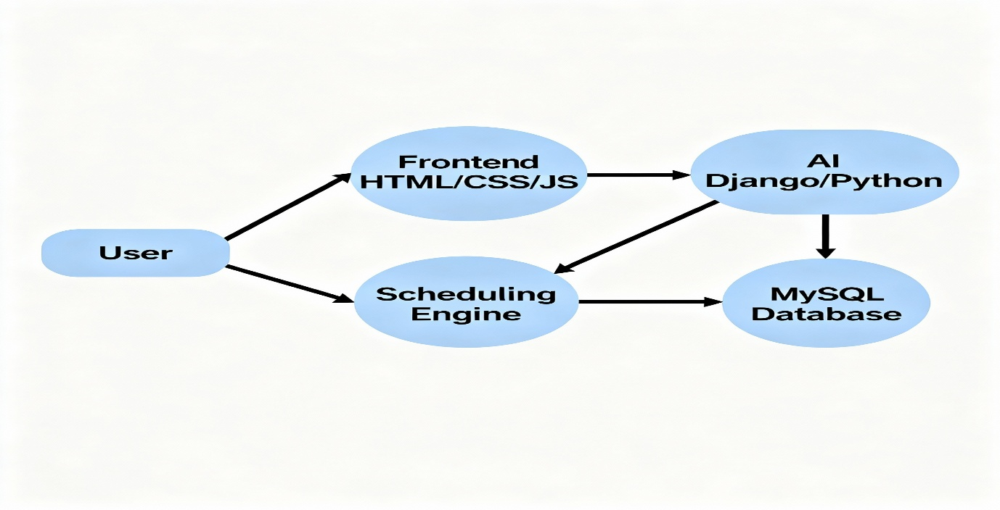 Frontend
HTML/CSS/JS
AI
Django/Python
User
Scheduling
Engine
MySQL
Database